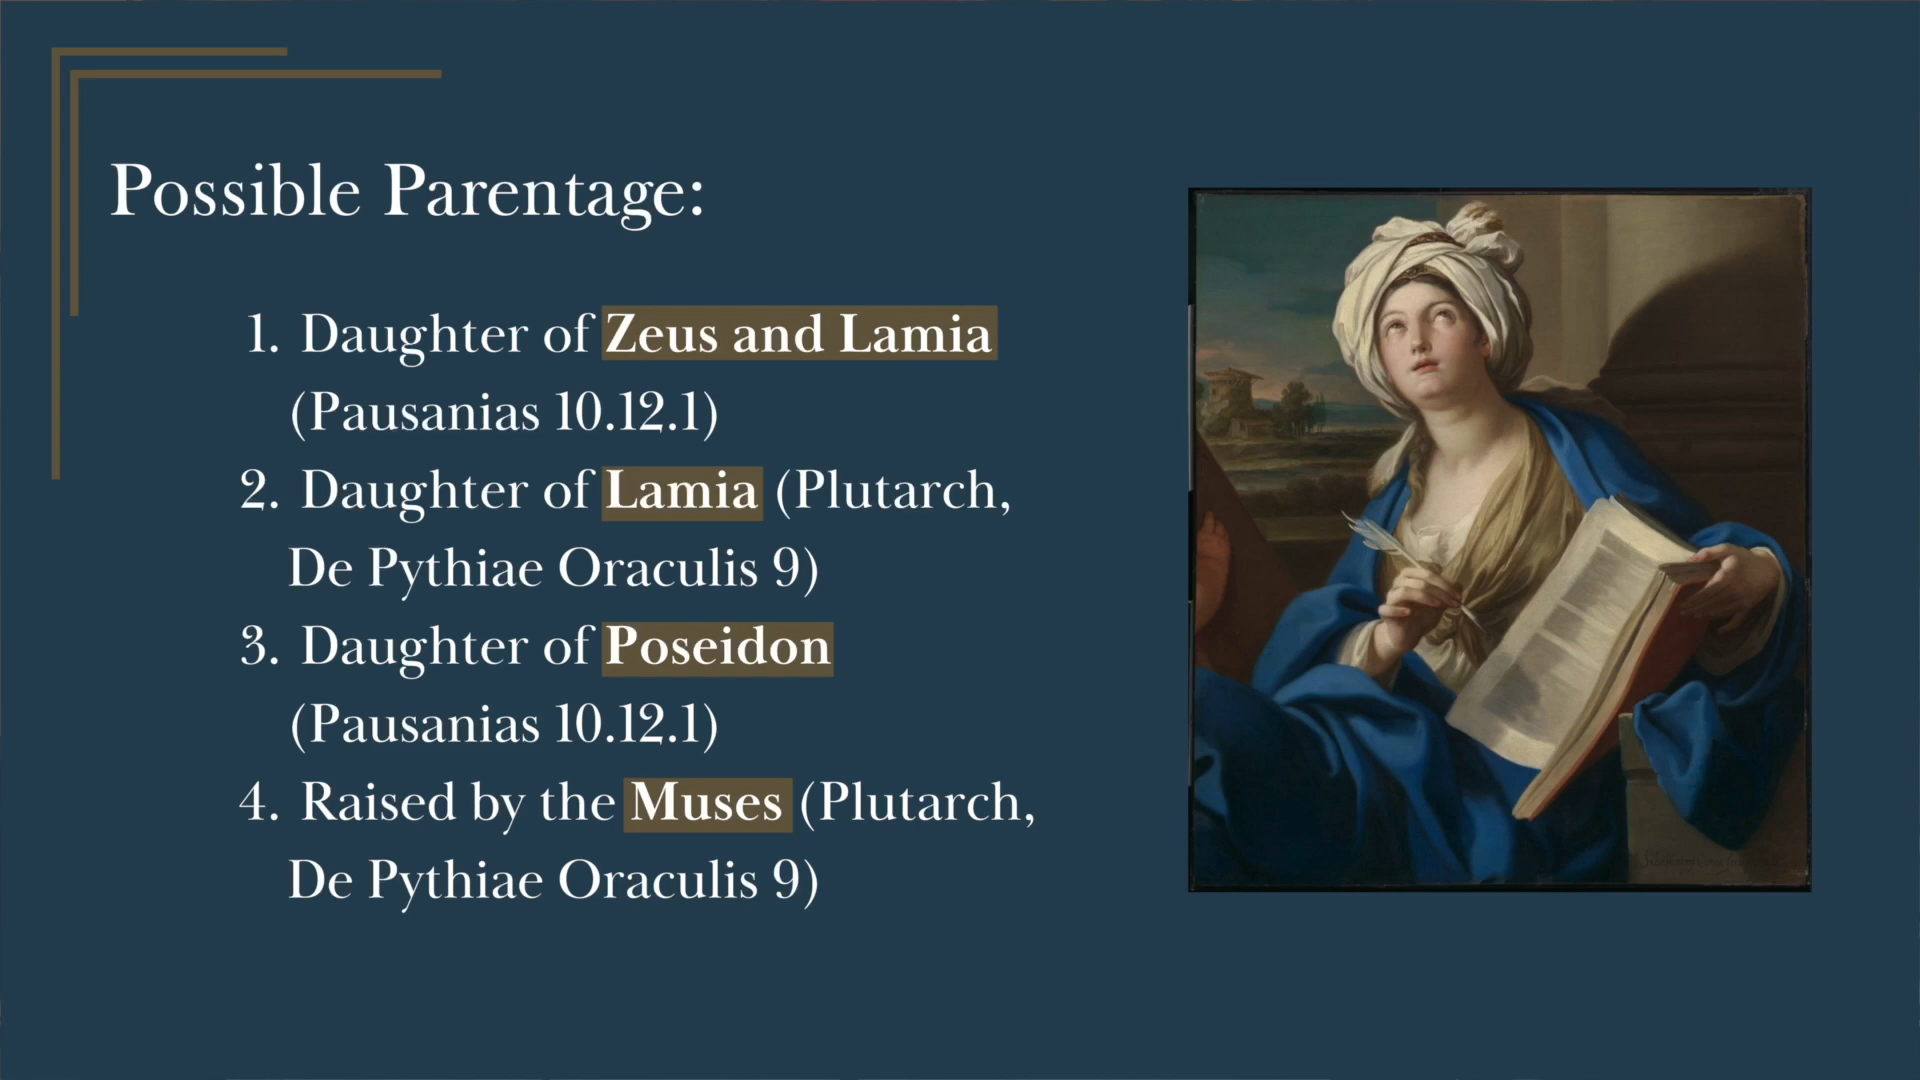 Possible Parentage:
1. Daughter of Zeus and Lamia
(Pausanias 10.12.1)
2. Daughter of Lamia (Plutarch,
De Pythiae Oraculis 9)
3. Daughter of Poseidon
(Pausanias 10.12.1)
4. Raised by the Muses (Plutarch,
De Pythiae Oraculis 9)